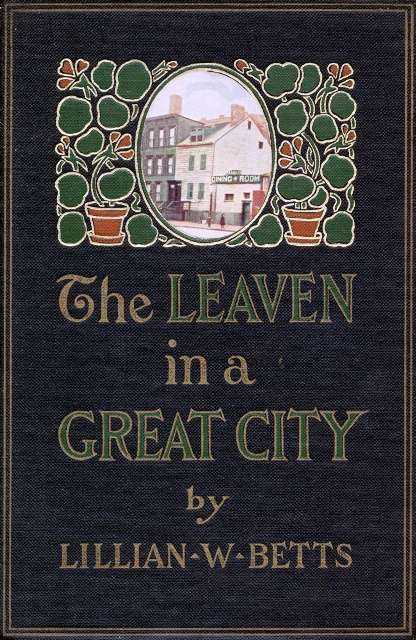 DINING ROOM
The LEAVEN
in a
GREAT CITY
by
LILLIAN·W·BETTS